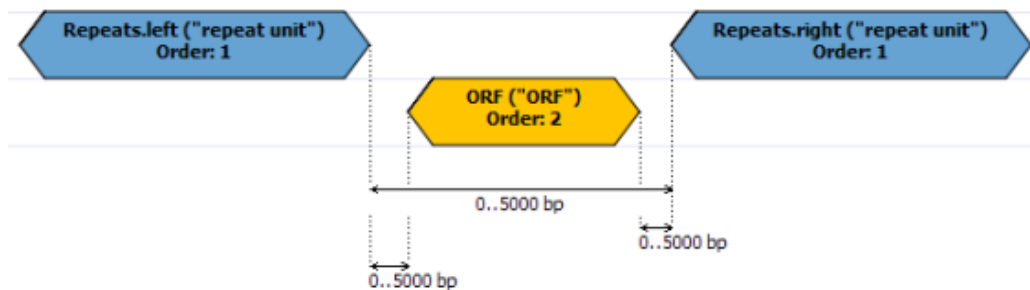 Repeats.left ("repeat unit")
Order: 1
Repeats.right ("repeat unit")
Order: 1
ORF ("ORF")
Order: 2
0..5000 bp
0..5000 bp
0..5000 bp